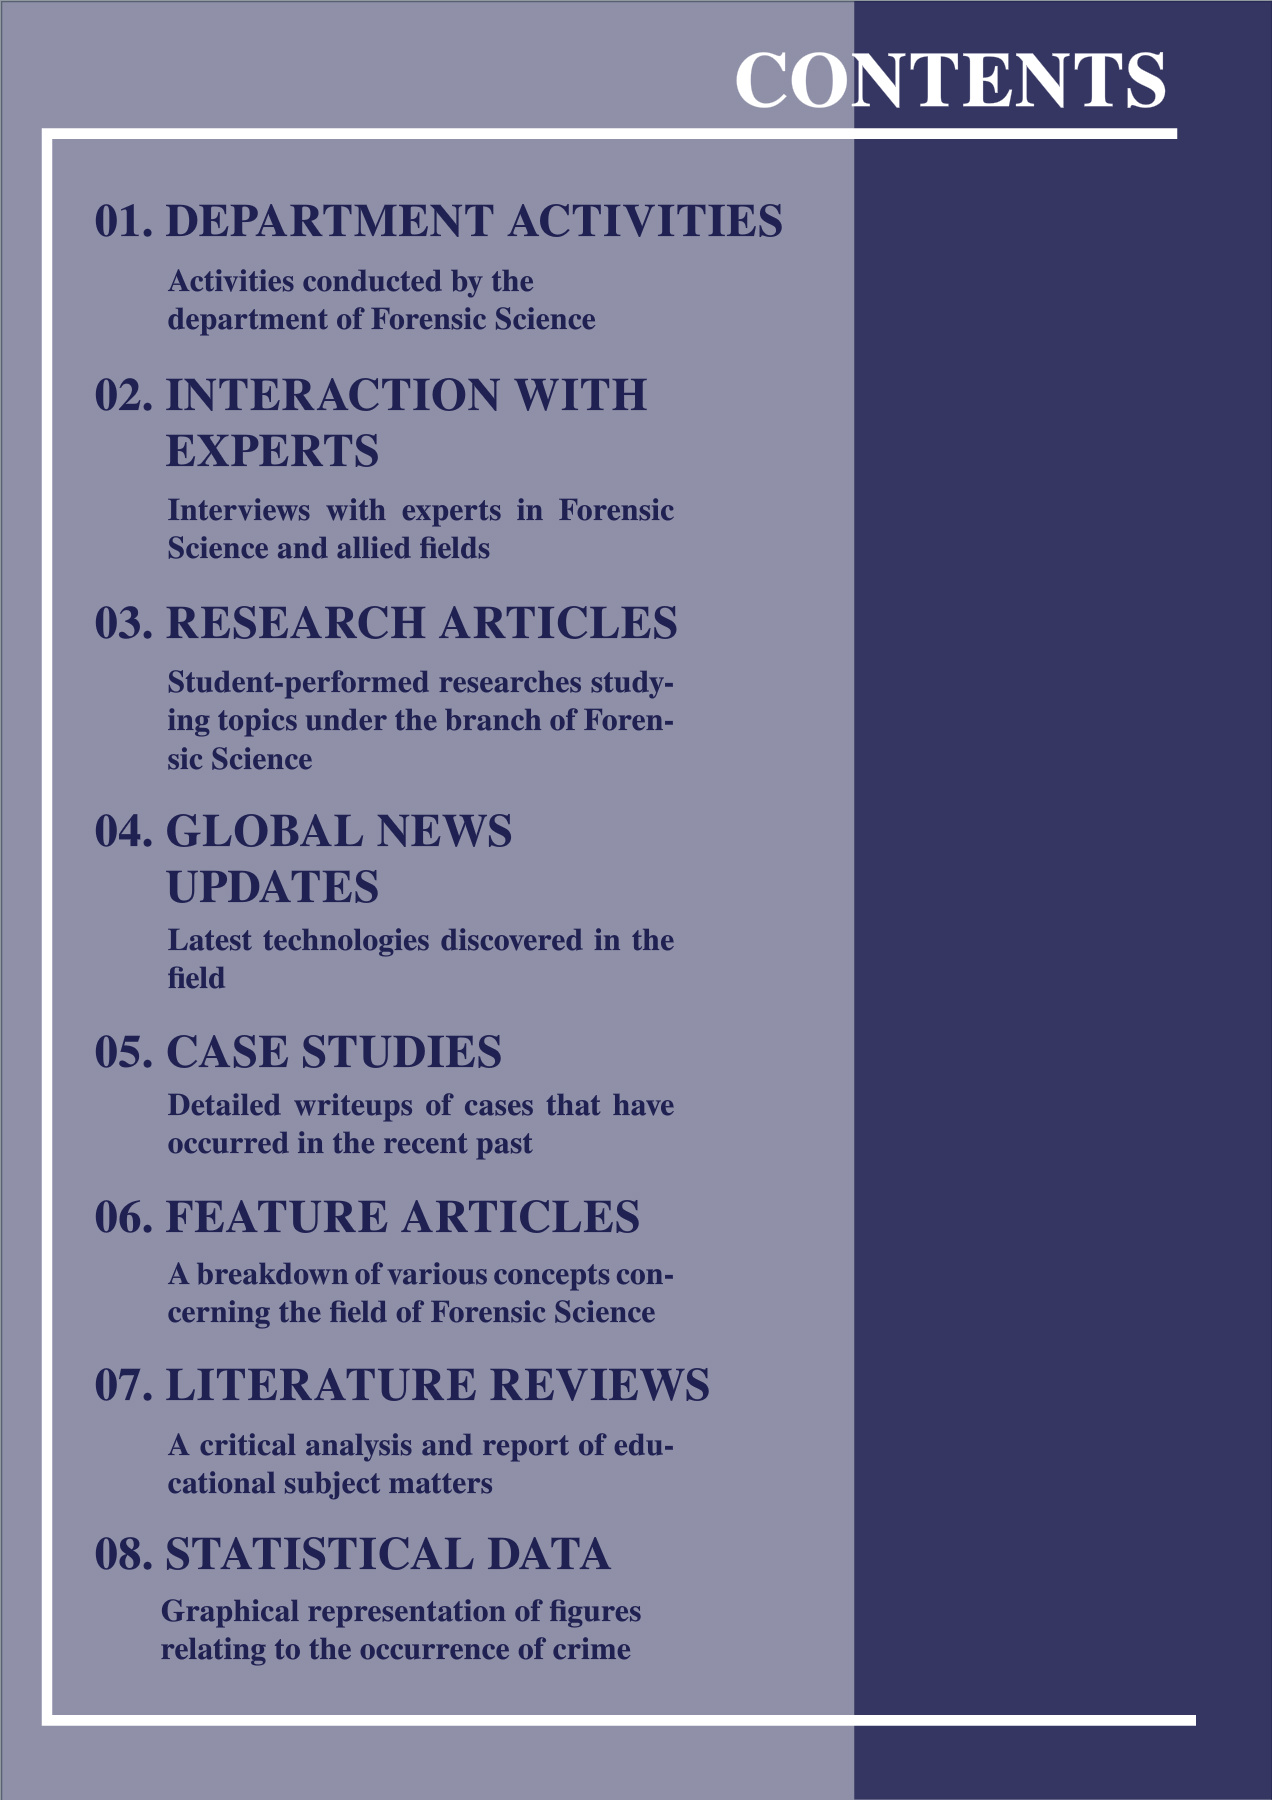 CONTENTS
01. DEPARTMENT ACTIVITIES
Activities conducted by the
department of Forensic Science
02. INTERACTION WITH
EXPERTS
Interviews with experts in Forensic
Science and allied fields
03. RESEARCH ARTICLES
Student-performed researches study-
ing topics under the branch of Foren-
sic Science
04. GLOBAL NEWS
UPDATES
Latest technologies discovered in the
field
05. CASE STUDIES
Detailed writeups of cases that have
occurred in the recent past
06. FEATURE ARTICLES
A breakdown of various concepts con-
cerning the field of Forensic Science
07. LITERATURE REVIEWS
A critical analysis and report of edu-
cational subject matters
08. STATISTICAL DATA
Graphical representation of figures
relating to the occurrence of crime